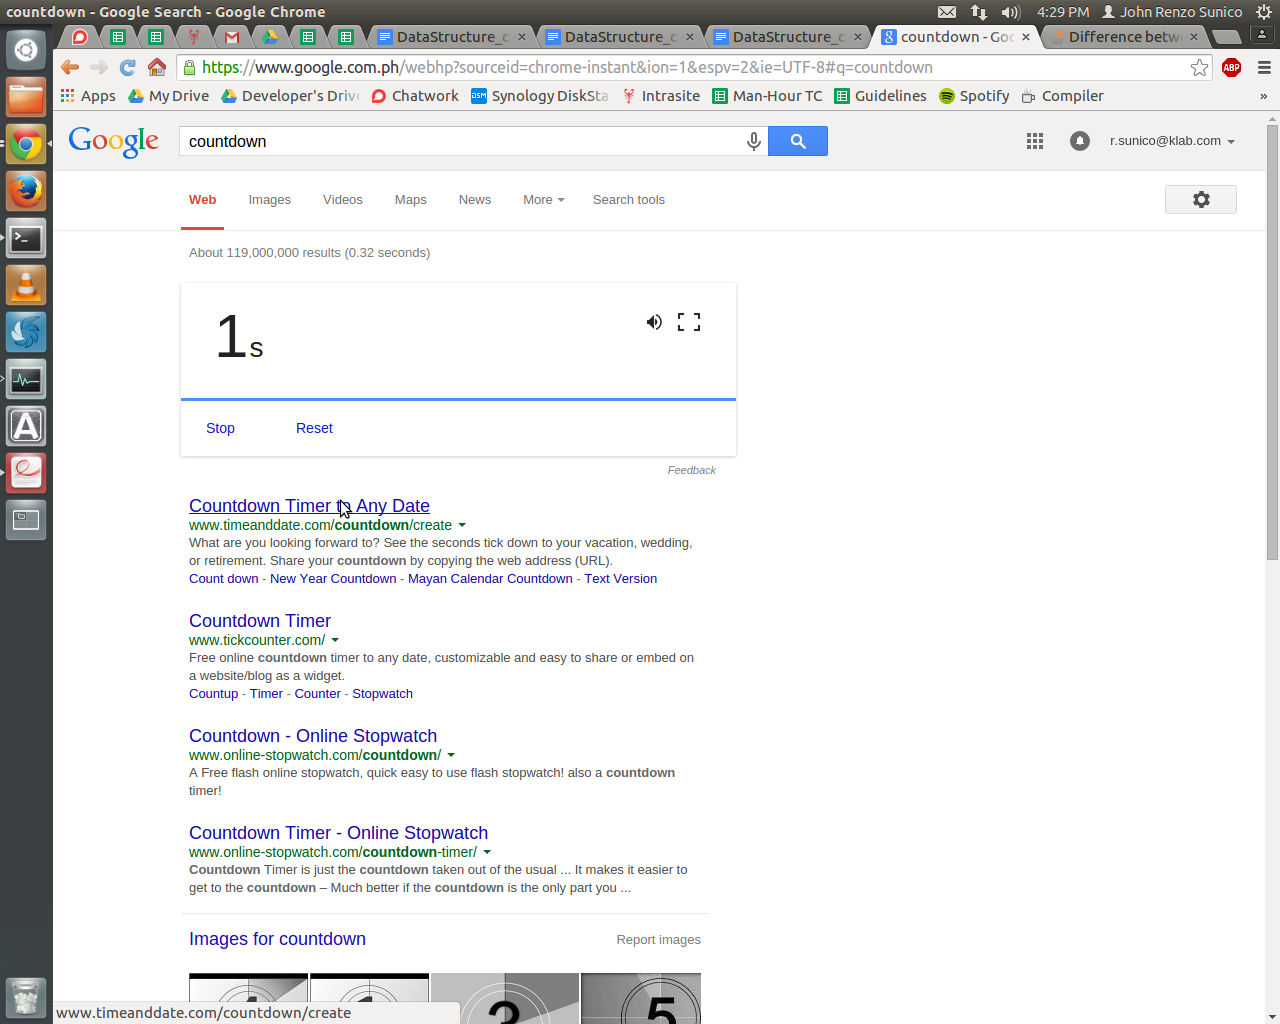 countdown - Google Search - Google Chrome
4:29 PM
John Renzo Sunico
DataStructure_c
DataStructure_c
DataStructure_c
countdown - Goo
Difference betw
https://www.google.com.ph/webhp?sourceid=chrome-instant&ion=1&espv=2&ie=UTF-8#q=countdown
ABP
Apps
My Drive
Developer's Driv
Chatwork
DSM
Synology DiskSta
Intrasite
Man-Hour TC
Guidelines
Spotify
Compiler
»
Google
countdown
r.sunico@klab.com
Web
Images
Videos
Maps
News
More
Search tools
About 119,000,000 results (0.32 seconds)
1s
Stop
Reset
Feedback
Countdown Timer to Any Date
www.timeanddate.com/countdown/create
What are you looking forward to? See the seconds tick down to your vacation, wedding,
or retirement. Share your countdown by copying the web address (URL).
Count down - New Year Countdown - Mayan Calendar Countdown - Text Version
Countdown Timer
www.tickcounter.com/
Free online countdown timer to any date, customizable and easy to share or embed on
a website/blog as a widget.
Countup - Timer - Counter - Stopwatch
Countdown - Online Stopwatch
www.online-stopwatch.com/countdown/
A Free flash online stopwatch, quick easy to use flash stopwatch! also a countdown
timer!
Countdown Timer - Online Stopwatch
www.online-stopwatch.com/countdown-timer/
Countdown Timer is just the countdown taken out of the usual ... It makes it easier to
get to the countdown – Much better if the countdown is the only part you ...
Images for countdown
Report images
3
5
www.timeanddate.com/countdown/create